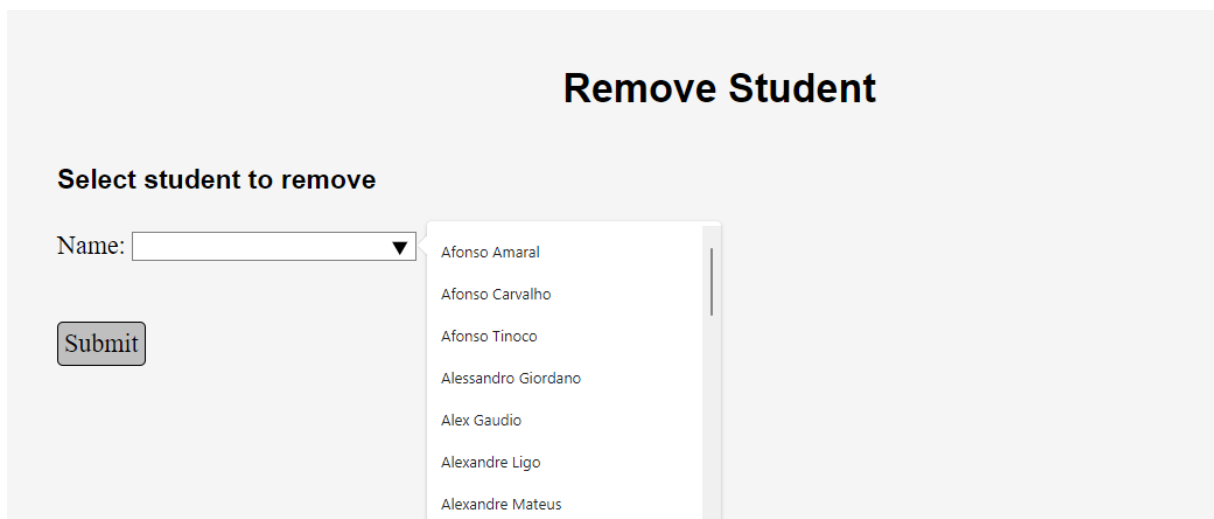 Remove Student
Select student to remove
Name:
Afonso Amaral
Afonso Carvalho
Afonso Tinoco
Alessandro Giordano
Alex Gaudio
Alexandre Ligo
Alexandre Mateus
Submit